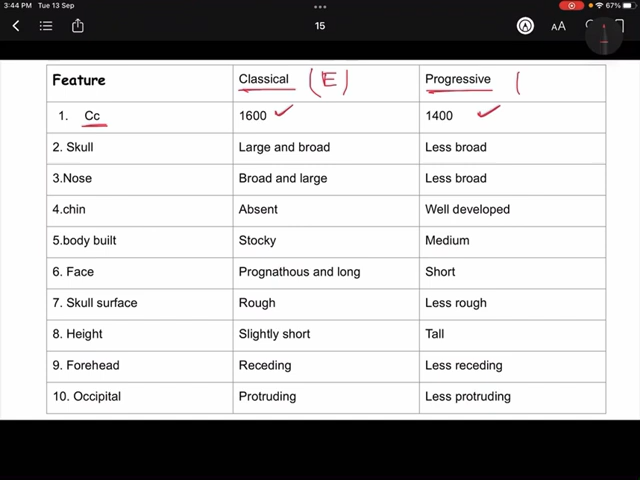 3:44 PM Tue 13 Sep 67%
15
AA
Feature Classical (E) Progressive (
1. Cc 1600 1400
2. Skull Large and broad Less broad
3.Nose Broad and large Less broad
4.chin Absent Well developed
5.body built Stocky Medium
6. Face Prognathous and long Short
7. Skull surface Rough Less rough
8. Height Slightly short Tall
9. Forehead Receding Less receding
10. Occipital Protruding Less protruding